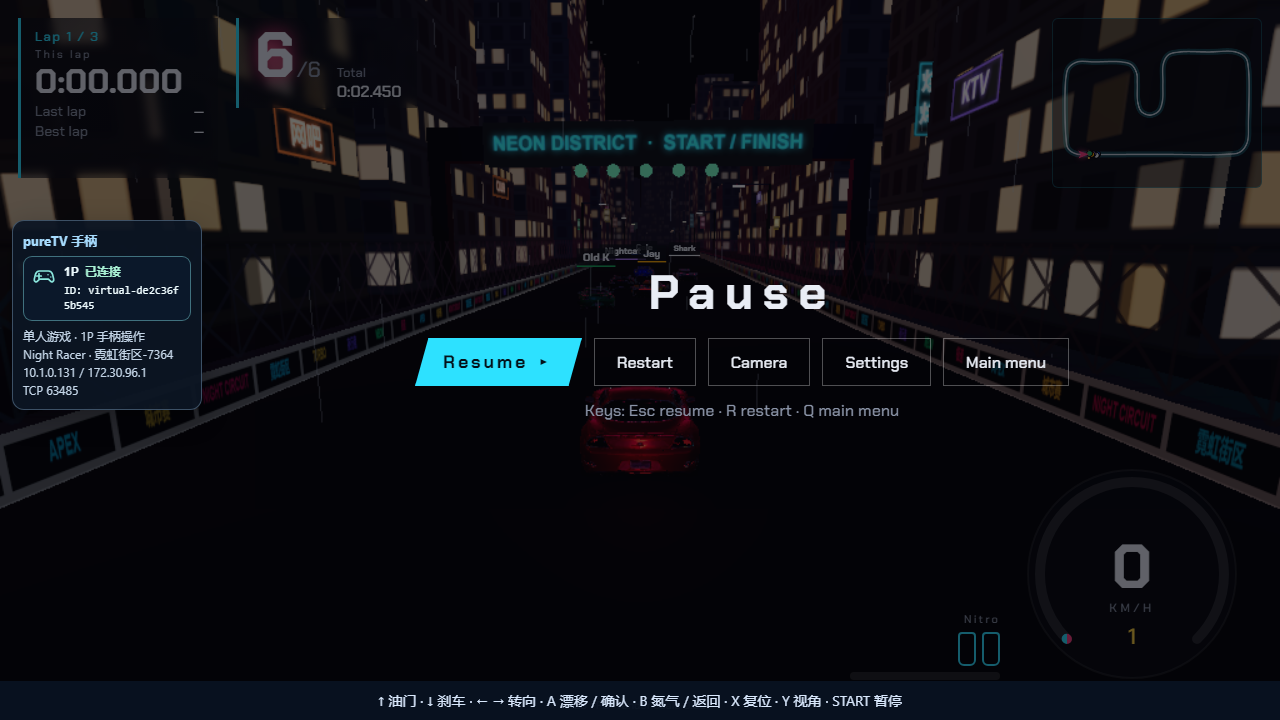 Lap 1 / 3
This lap
0:00.000
Last lap —
Best lap —
6/6
Total
0:02.450
网吧
KTV
NEON DISTRICT · START / FINISH
Old K
Jay
Shark
pureTV 手柄
1P 已连接
ID: virtual-de2c36f
5b545
单人游戏 · 1P 手柄操作
Night Racer · 霓虹街区-7364
10.1.0.131 / 172.30.96.1
TCP 63485
Pause
Resume ▸
Restart
Camera
Settings
Main menu
Keys: Esc resume · R restart · Q main menu
APEX
NIGHT CIRCUIT
NIGHT CIRCUIT
霓虹街区
0
KM/H
1
Nitro
↑ 油门 · ↓ 刹车 · ← → 转向 · A 漂移 / 确认 · B 氮气 / 返回 · X 复位 · Y 视角 · START 暂停